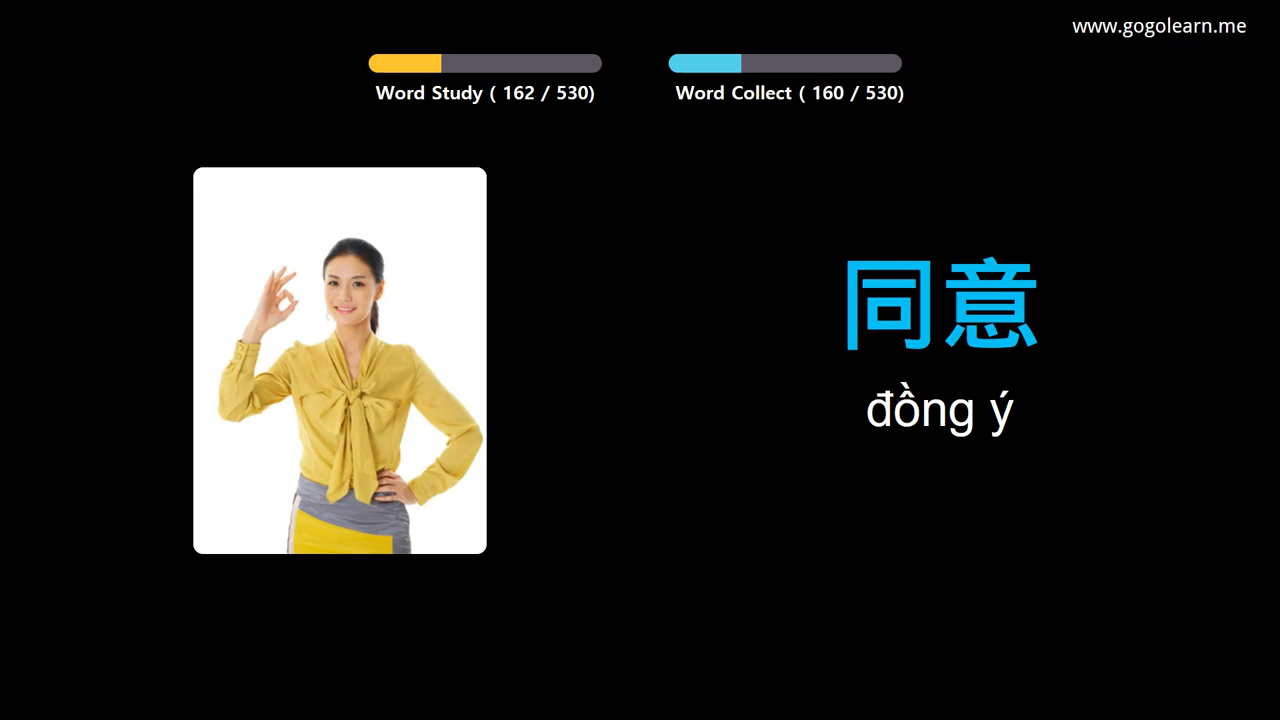 www.gogolearn.me
Word Study ( 162 / 530)
Word Collect ( 160 / 530)
同意
đồng ý